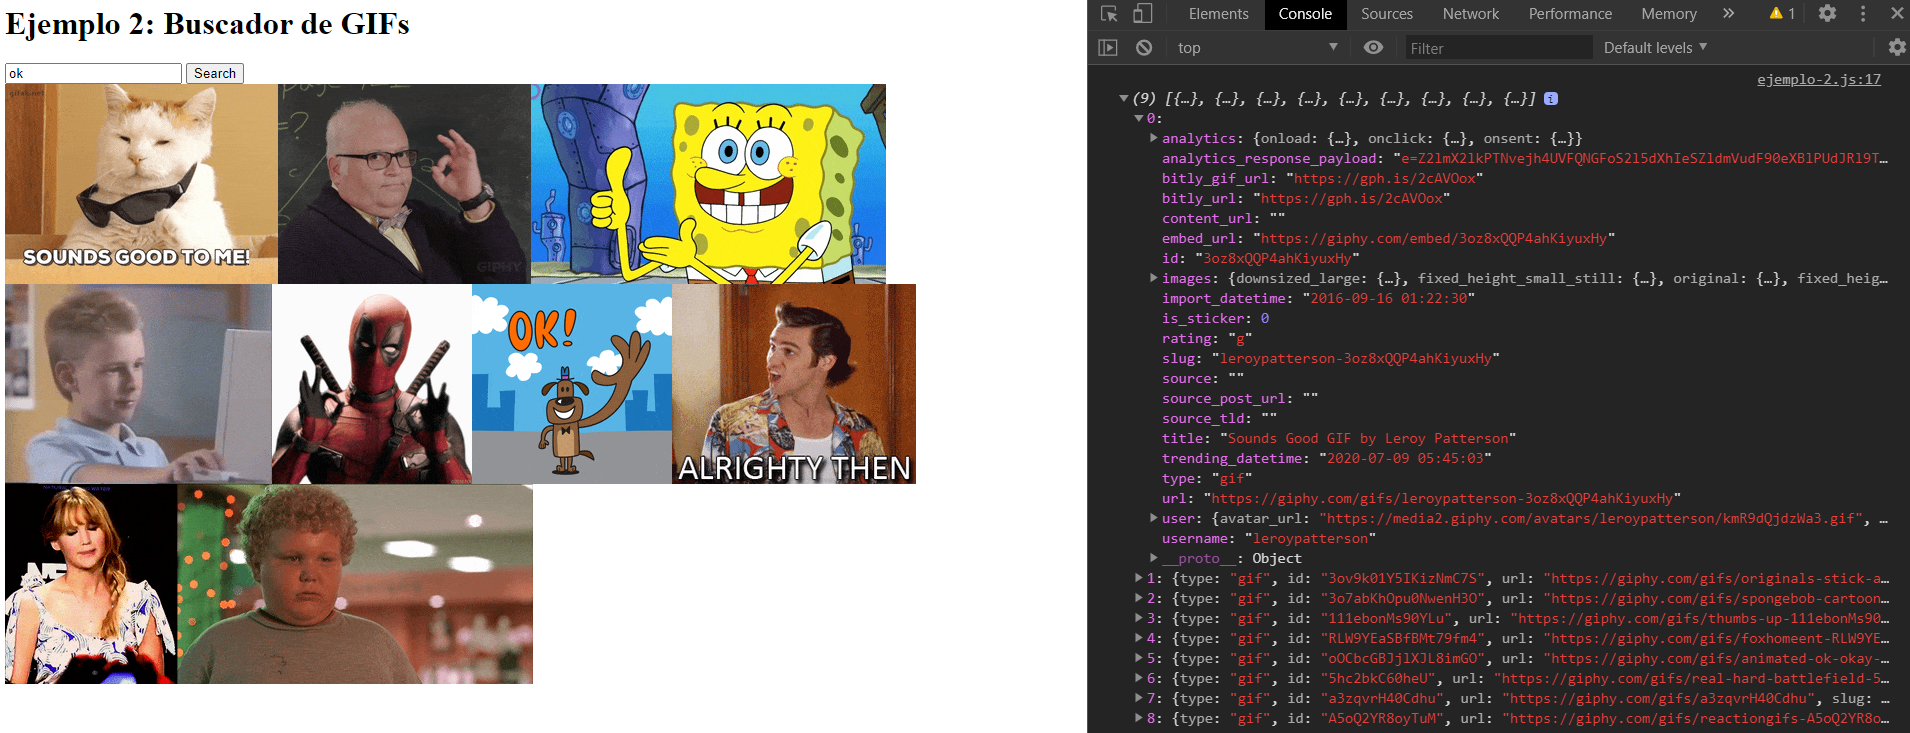 Ejemplo 2: Buscador de GIFs
ok Search
gifak.net
SOUNDS GOOD TO ME!
GIPHY
OK!
ALRIGHTY THEN
Elements Console Sources Network Performance Memory » 1
top Filter Default levels ▼
ejemplo-2.js:17
(9) [{…}, {…}, {…}, {…}, {…}, {…}, {…}, {…}, {…}] i
0:
analytics: {onload: {…}, onclick: {…}, onsent: {…}}
analytics_response_payload: "e=Z2lmX2lkPTNvejh4UVFQNGFoS2l5dXhIeSZldmVudF90eXBlPUdJRl9T…
bitly_gif_url: "https://gph.is/2cAVOox"
bitly_url: "https://gph.is/2cAVOox"
content_url: ""
embed_url: "https://giphy.com/embed/3oz8xQQP4ahKiyuxHy"
id: "3oz8xQQP4ahKiyuxHy"
images: {downsized_large: {…}, fixed_height_small_still: {…}, original: {…}, fixed_heig…
import_datetime: "2016-09-16 01:22:30"
is_sticker: 0
rating: "g"
slug: "leroypatterson-3oz8xQQP4ahKiyuxHy"
source: ""
source_post_url: ""
source_tld: ""
title: "Sounds Good GIF by Leroy Patterson"
trending_datetime: "2020-07-09 05:45:03"
type: "gif"
url: "https://giphy.com/gifs/leroypatterson-3oz8xQQP4ahKiyuxHy"
user: {avatar_url: "https://media2.giphy.com/avatars/leroypatterson/kmR9dQjdzWa3.gif", …
username: "leroypatterson"
__proto__: Object
1: {type: "gif", id: "3ov9k01Y5IKizNmC7S", url: "https://giphy.com/gifs/originals-stick-a…
2: {type: "gif", id: "3o7abKhOpu0NwenH3O", url: "https://giphy.com/gifs/spongebob-cartoon…
3: {type: "gif", id: "111ebonMs90YLu", url: "https://giphy.com/gifs/thumbs-up-111ebonMs90…
4: {type: "gif", id: "RLW9YEaSBfBMt79fm4", url: "https://giphy.com/gifs/foxhomeent-RLW9YE…
5: {type: "gif", id: "oOCbcGBJjlXJL8imGO", url: "https://giphy.com/gifs/animated-ok-okay-…
6: {type: "gif", id: "5hc2bkC60heU", url: "https://giphy.com/gifs/real-hard-battlefield-5…
7: {type: "gif", id: "a3zqvrH40Cdhu", url: "https://giphy.com/gifs/a3zqvrH40Cdhu", slug: …
8: {type: "gif", id: "A5oQ2YR8oyTuM", url: "https://giphy.com/gifs/reactiongifs-A5oQ2YR8o…